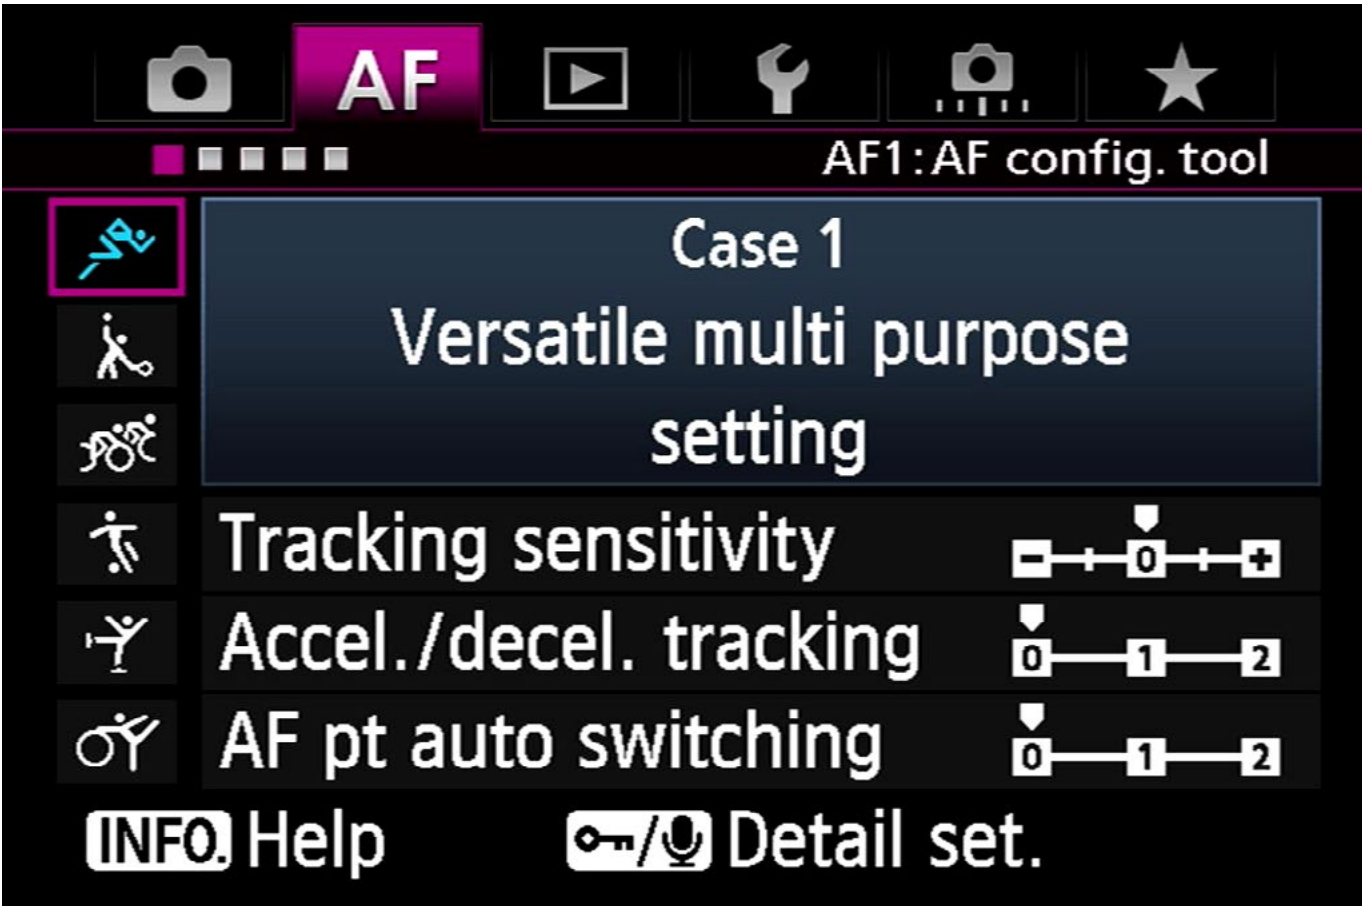 AF
AF1:AF config. tool
Case 1
Versatile multi purpose
setting
Tracking sensitivity - 0 +
Accel./decel. tracking 0 1 2
AF pt auto switching 0 1 2
INFO. Help / Detail set.